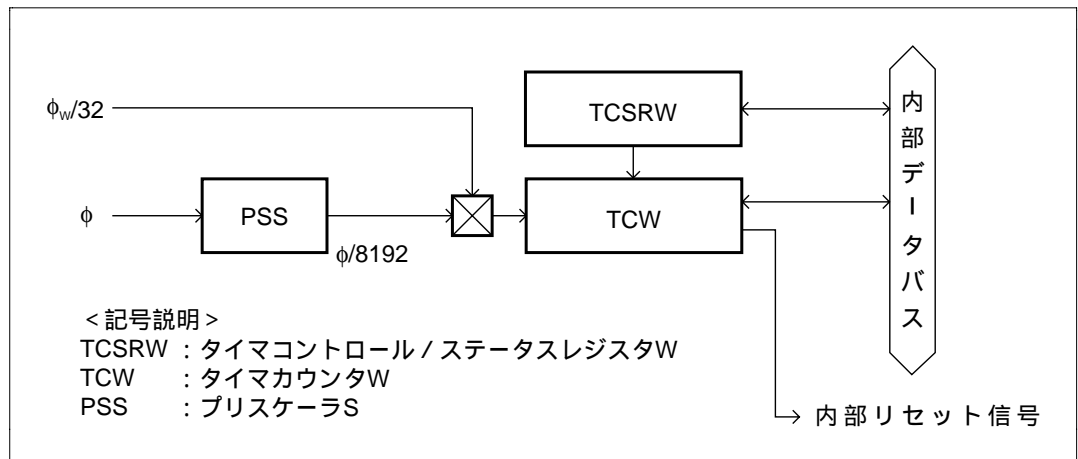 φw/32
TCSRW
φ
PSS
TCW
φ/8192
内部データバス
＜記号説明＞
TCSRW ：タイマコントロール / ステータスレジスタW
TCW ：タイマカウンタW
PSS ：プリスケーラS
内部リセット信号